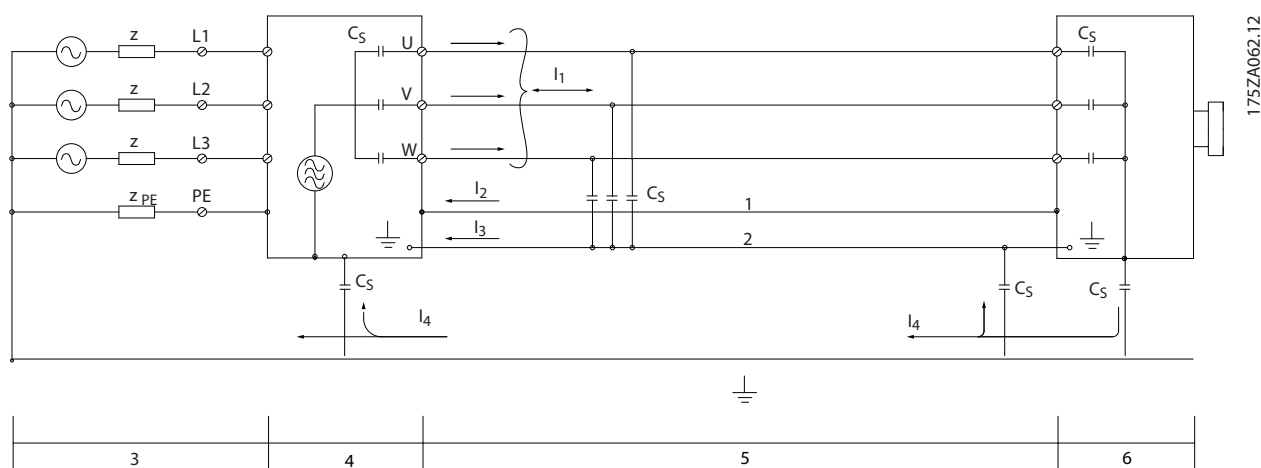 z L1
z L2
z L3
z PE PE
CS U
V
W
I1
I2
I3
CS
1
2
CS
CS
I4
CS
CS
I4
175ZA062.12
3 4 5 6